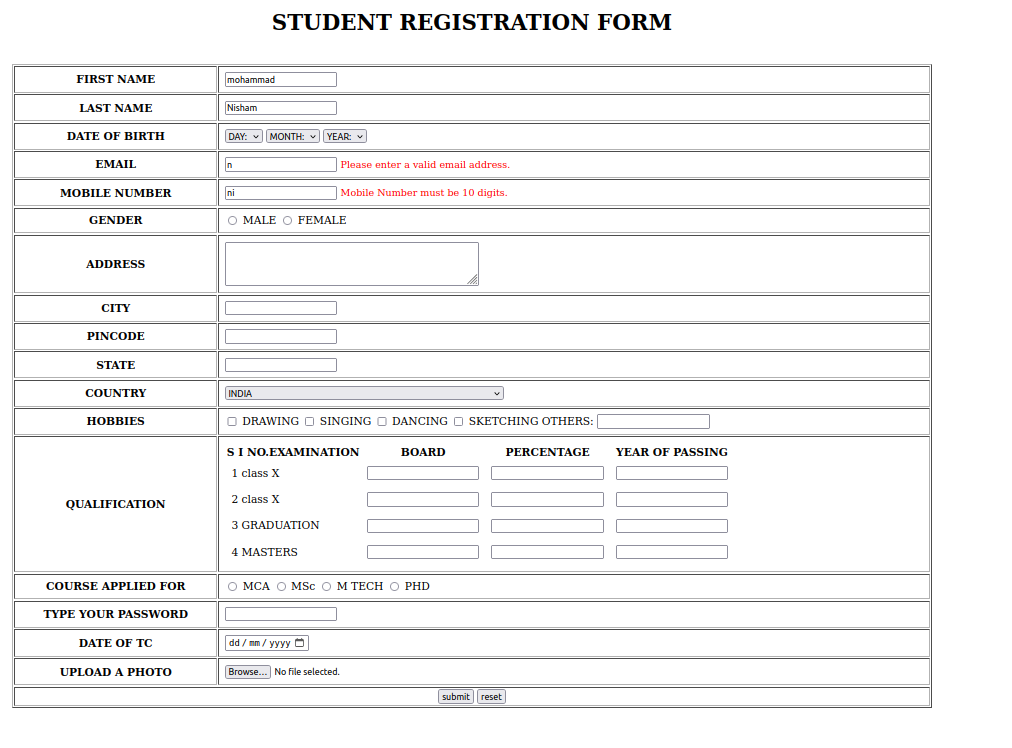 STUDENT REGISTRATION FORM
FIRST NAME mohammad
LAST NAME Nisham
DATE OF BIRTH DAY: MONTH: YEAR:
EMAIL n Please enter a valid email address.
MOBILE NUMBER ni Mobile Number must be 10 digits.
GENDER MALE FEMALE
ADDRESS
CITY
PINCODE
STATE
COUNTRY INDIA
HOBBIES DRAWING SINGING DANCING SKETCHING OTHERS:
S I NO.EXAMINATION BOARD PERCENTAGE YEAR OF PASSING
1 class X
2 class X
QUALIFICATION
3 GRADUATION
4 MASTERS
COURSE APPLIED FOR MCA MSc M TECH PHD
TYPE YOUR PASSWORD
DATE OF TC dd / mm / yyyy
UPLOAD A PHOTO Browse... No file selected.
submit reset